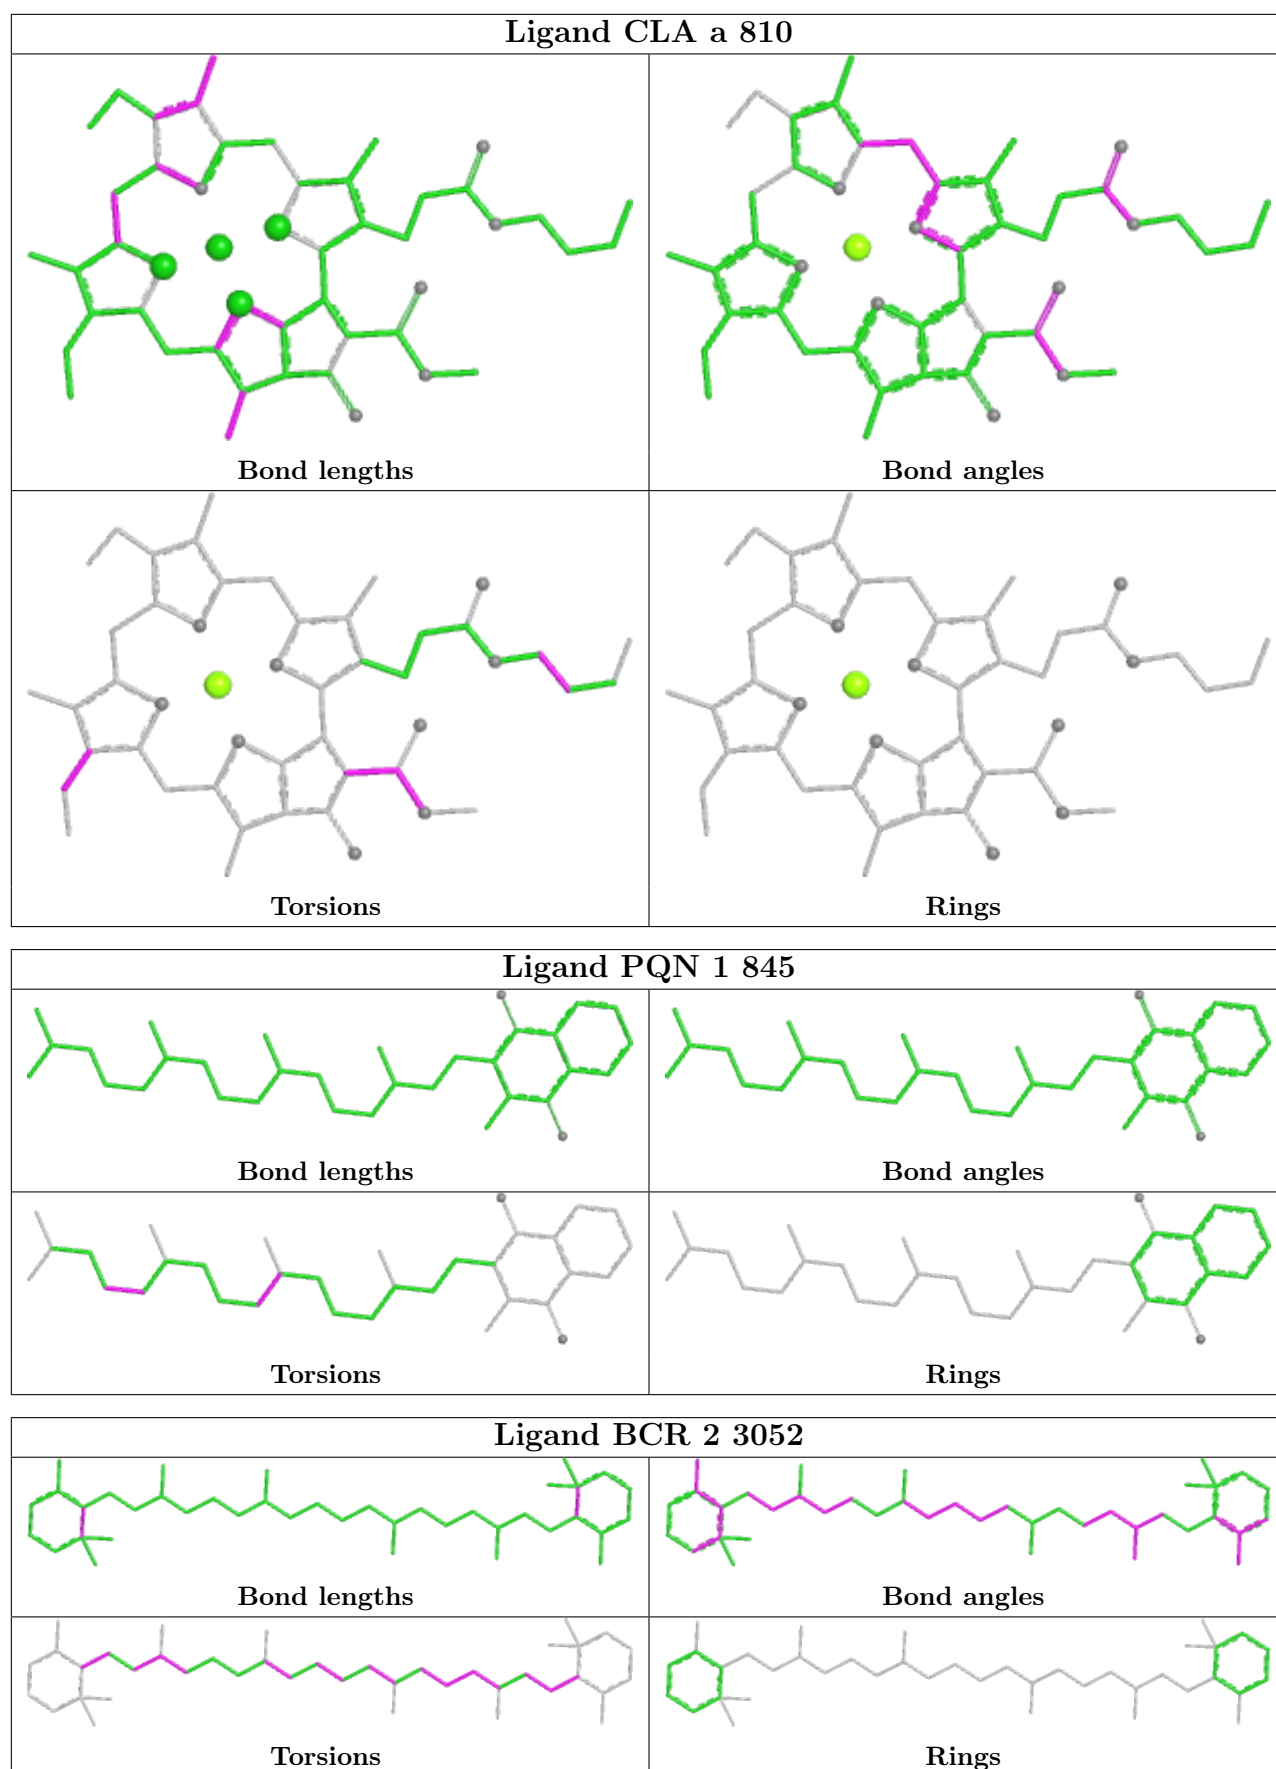 Ligand CLA a 810
Bond lengths
Bond angles
Torsions
Rings
Ligand PQN 1 845
Bond lengths
Bond angles
Torsions
Rings
Ligand BCR 2 3052
Bond lengths
Bond angles
Torsions
Rings